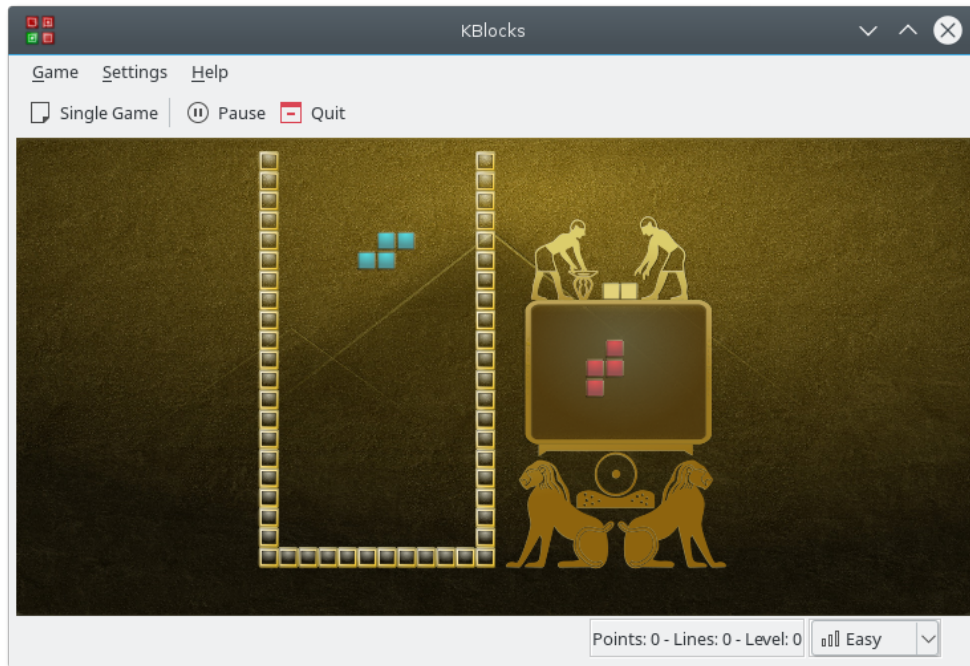 KBlocks
Game Settings Help
Single Game Pause Quit
Points: 0 - Lines: 0 - Level: 0 Easy